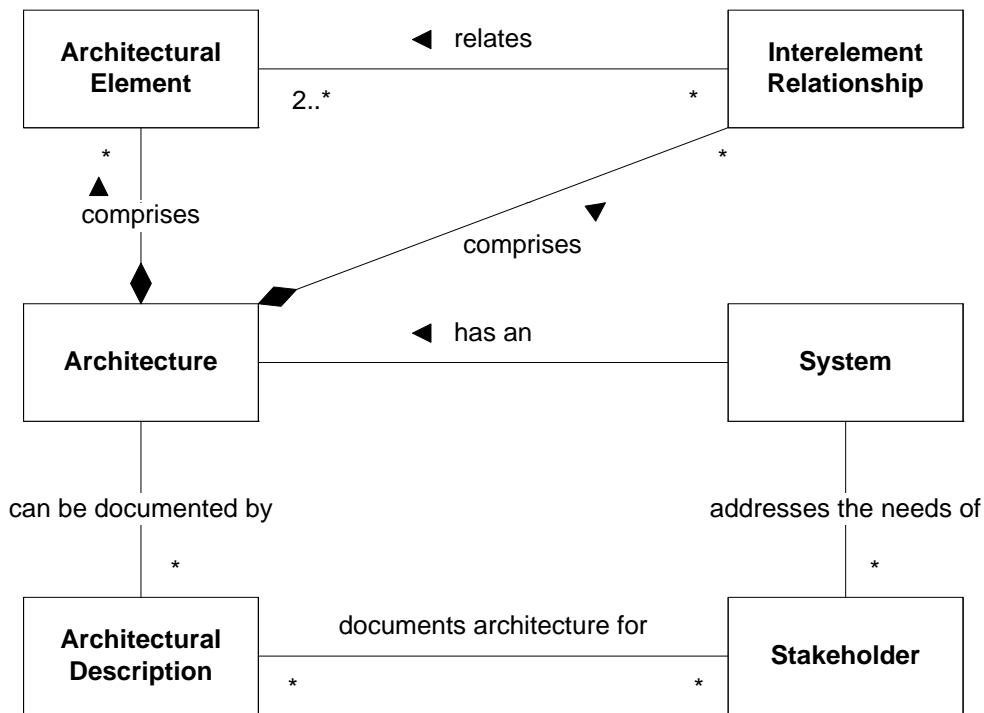 Architectural
Element
◄ relates
Interelement
Relationship
2..*
*
*
*
comprises
comprises
Architecture
◄ has an
System
can be documented by
addresses the needs of
*
*
Architectural
Description
documents architecture for
Stakeholder
*
*